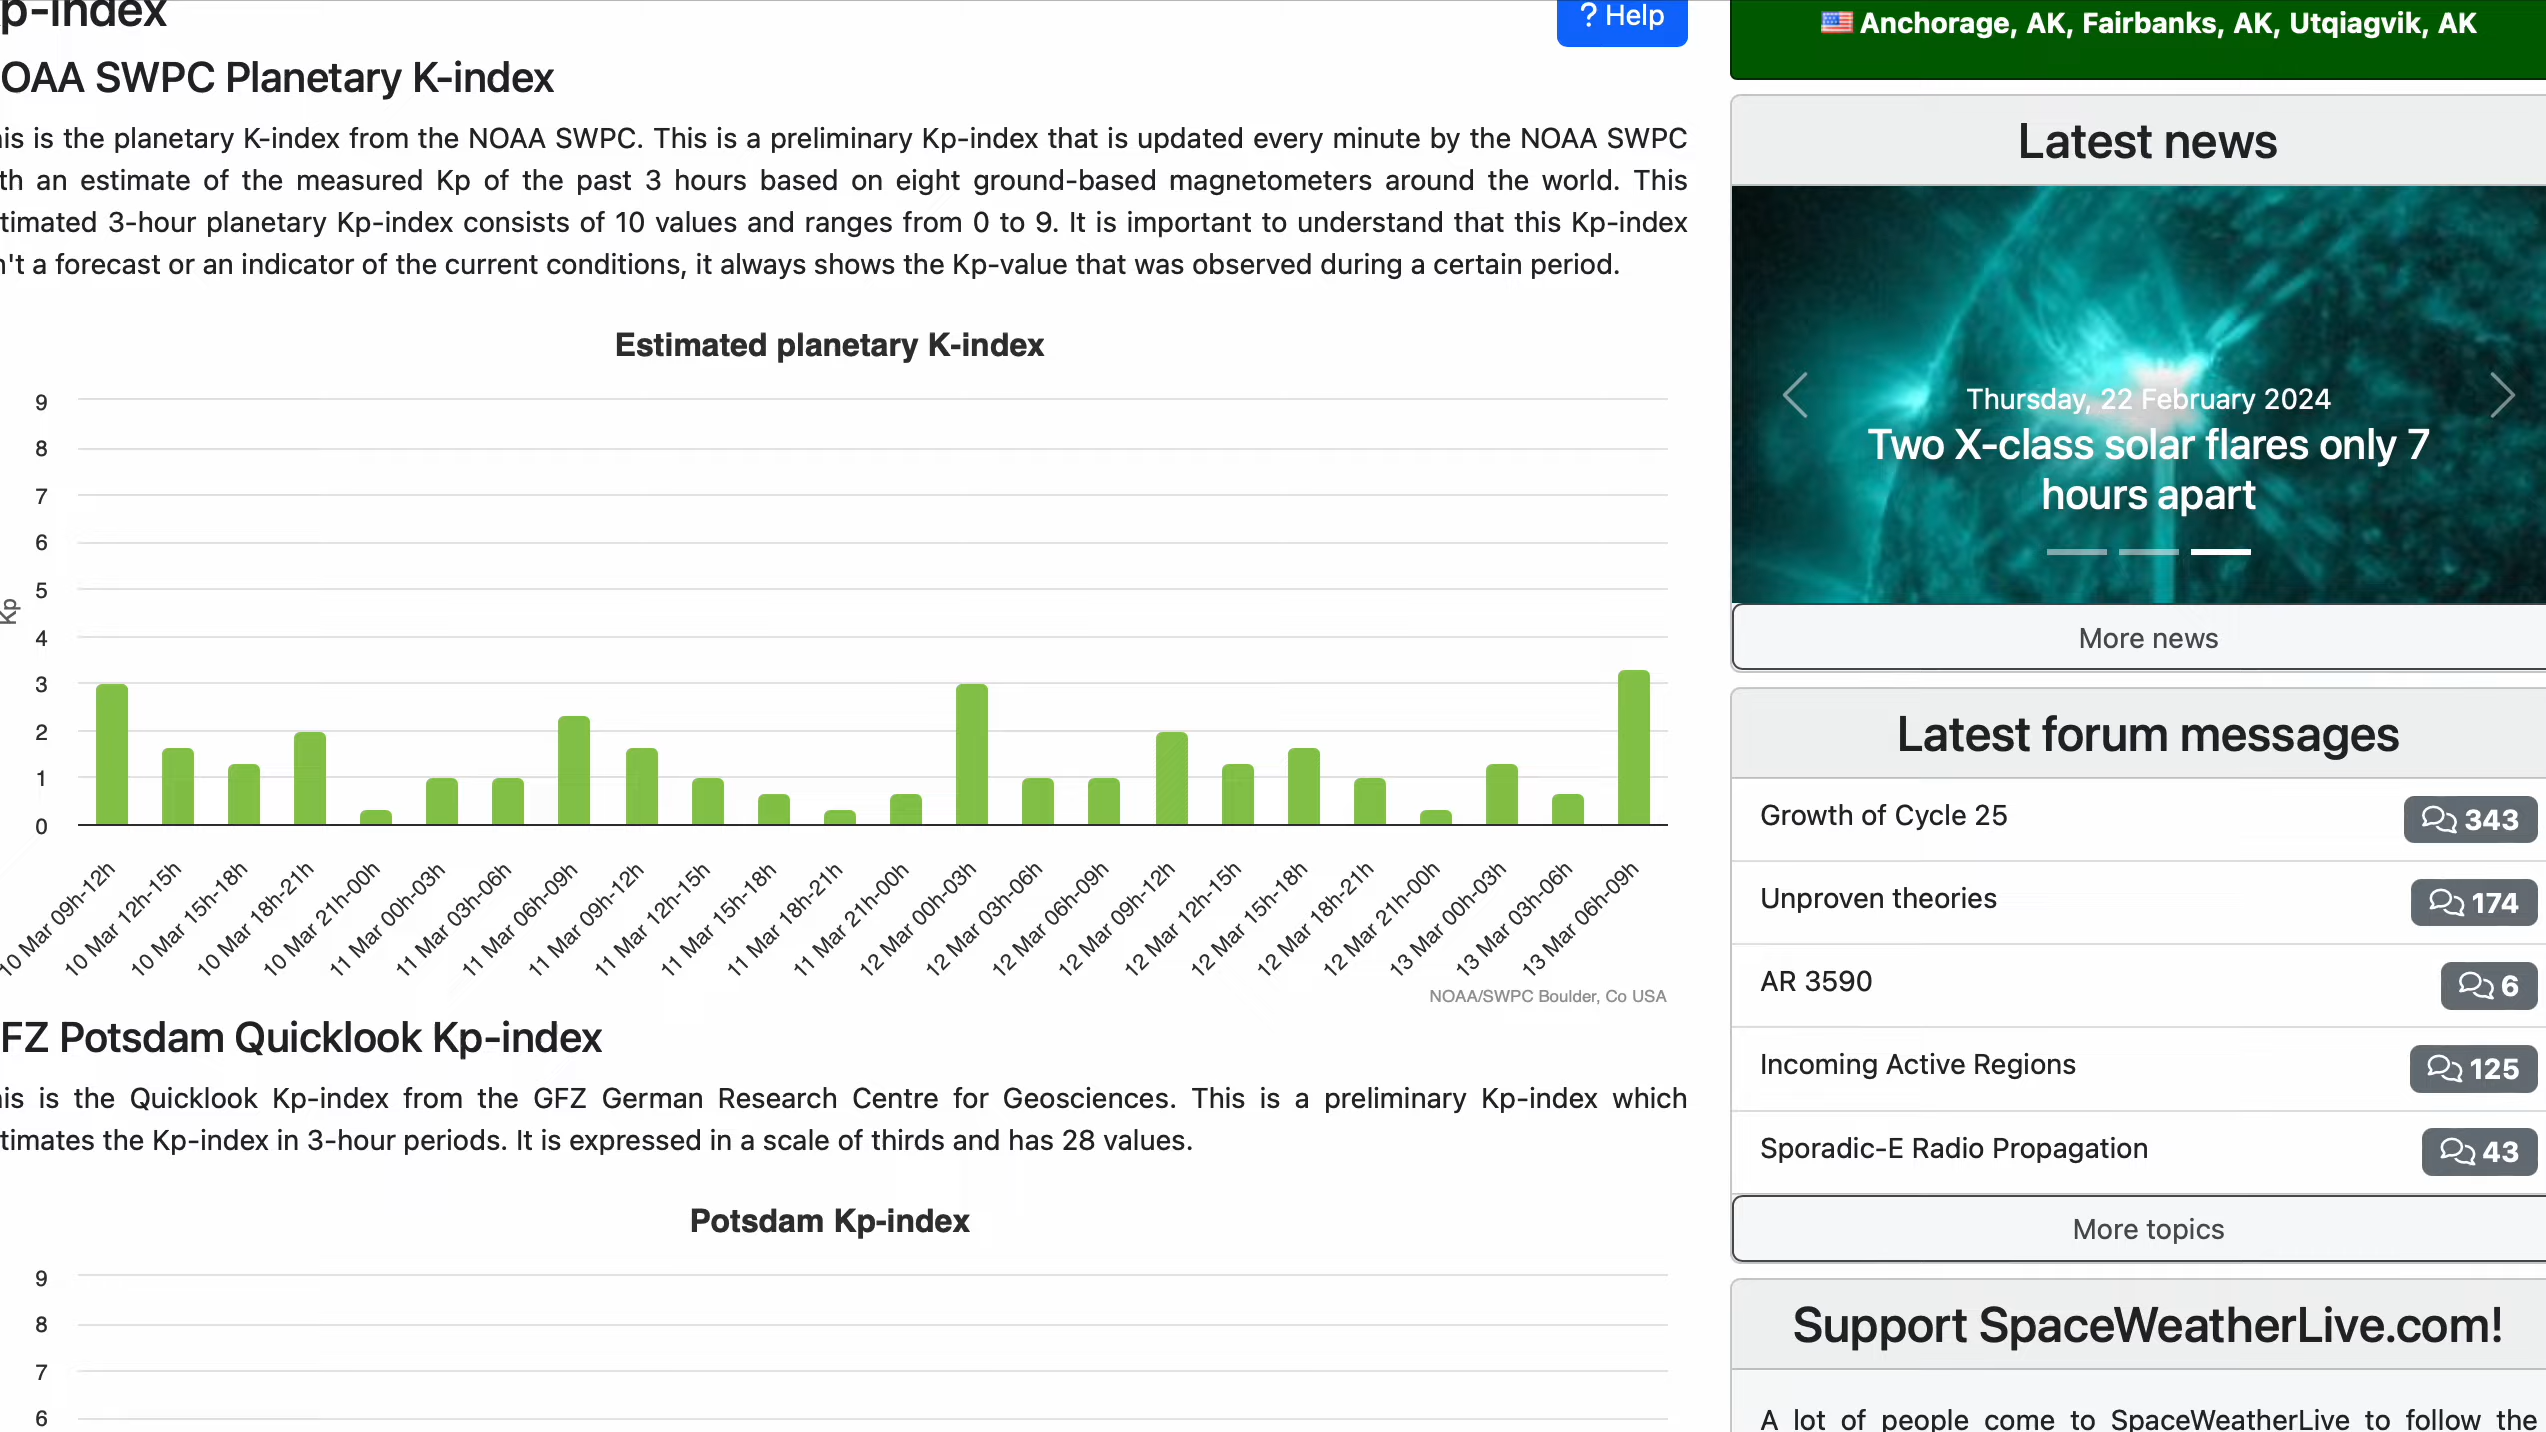 p-index
? Help
OAA SWPC Planetary K-index
is is the planetary K-index from the NOAA SWPC. This is a preliminary Kp-index that is updated every minute by the NOAA SWPC
th an estimate of the measured Kp of the past 3 hours based on eight ground-based magnetometers around the world. This
timated 3-hour planetary Kp-index consists of 10 values and ranges from 0 to 9. It is important to understand that this Kp-index
n't a forecast or an indicator of the current conditions, it always shows the Kp-value that was observed during a certain period.
Estimated planetary K-index
9
8
7
6
5
4
3
2
1
0
Kp
10 Mar 09h-12h
10 Mar 12h-15h
10 Mar 15h-18h
10 Mar 18h-21h
10 Mar 21h-00h
11 Mar 00h-03h
11 Mar 03h-06h
11 Mar 06h-09h
11 Mar 09h-12h
11 Mar 12h-15h
11 Mar 15h-18h
11 Mar 18h-21h
11 Mar 21h-00h
12 Mar 00h-03h
12 Mar 03h-06h
12 Mar 06h-09h
12 Mar 09h-12h
12 Mar 12h-15h
12 Mar 15h-18h
12 Mar 18h-21h
12 Mar 21h-00h
13 Mar 00h-03h
13 Mar 03h-06h
13 Mar 06h-09h
NOAA/SWPC Boulder, Co USA
FZ Potsdam Quicklook Kp-index
is is the Quicklook Kp-index from the GFZ German Research Centre for Geosciences. This is a preliminary Kp-index which
timates the Kp-index in 3-hour periods. It is expressed in a scale of thirds and has 28 values.
Potsdam Kp-index
9
8
7
6
Anchorage, AK, Fairbanks, AK, Utqiagvik, AK
Latest news
Thursday, 22 February 2024
Two X-class solar flares only 7
hours apart
More news
Latest forum messages
Growth of Cycle 25 343
Unproven theories 174
AR 3590 6
Incoming Active Regions 125
Sporadic-E Radio Propagation 43
More topics
Support SpaceWeatherLive.com!
A lot of people come to SpaceWeatherLive to follow the